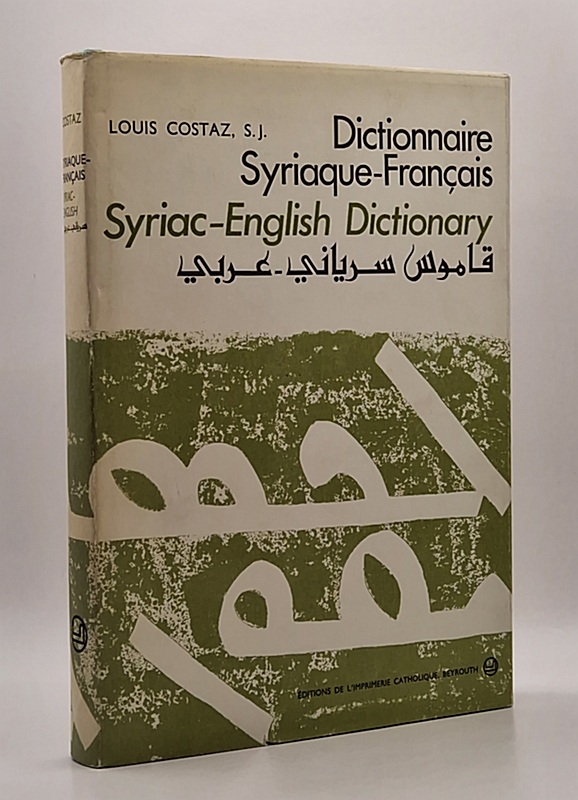 LOUIS COSTAZ, S.J.
Dictionnaire
Syriaque-Français
Syriac-English Dictionary
قاموس سرياني-عربي
EDITIONS DE L'IMPRIMERIE CATHOLIQUE, BEYROUTH
COSTAZ
SYRIAQUE-
FRANÇAIS
SYRIAC-
ENGLISH